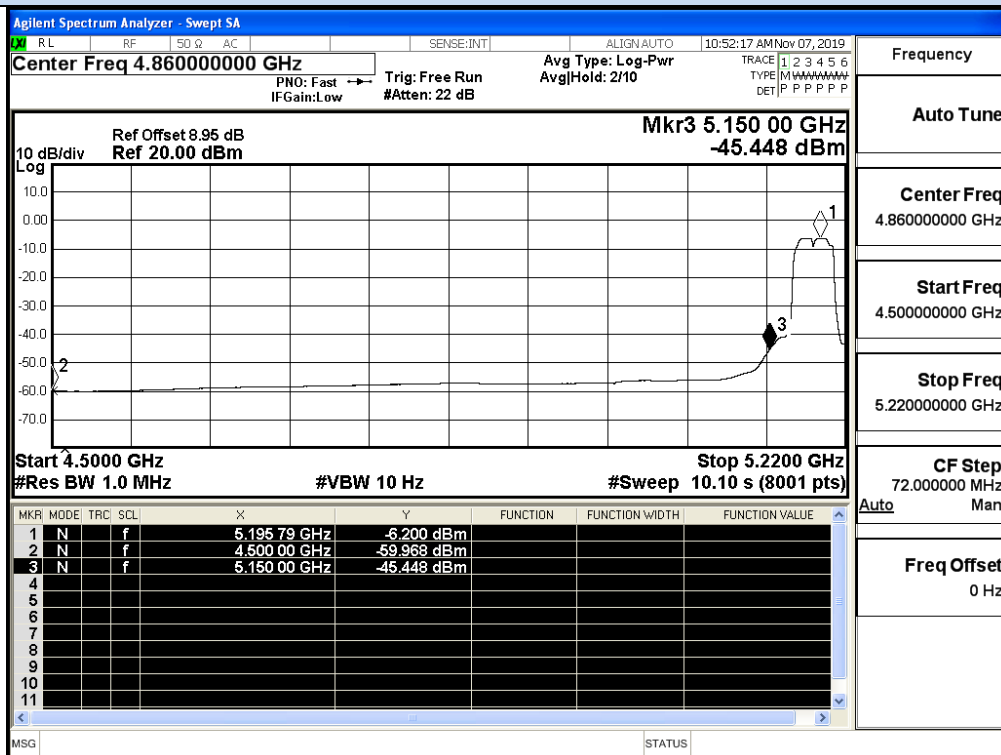 Agilent Spectrum Analyzer - Swept SA
LXI RL RF 50 Ω AC SENSE:INT ALIGN AUTO 10:52:17 AM Nov 07, 2019
Center Freq 4.860000000 GHz
PNO: Fast
IFGain:Low
Trig: Free Run
#Atten: 22 dB
Avg Type: Log-Pwr
Avg|Hold: 2/10
TRACE 1 2 3 4 5 6
TYPE M WWWWW
DET P P P P P P
Ref Offset 8.95 dB
10 dB/div Ref 20.00 dBm
Log
Mkr3 5.150 00 GHz
-45.448 dBm
10.0
0.00
-10.0
-20.0
-30.0
-40.0
-50.0
-60.0
-70.0
1
2
3
Start 4.5000 GHz Stop 5.2200 GHz
#Res BW 1.0 MHz #VBW 10 Hz #Sweep 10.10 s (8001 pts)
MKR MODE TRC SCL X Y FUNCTION FUNCTION WIDTH FUNCTION VALUE
1 N f 5.195 79 GHz -6.200 dBm
2 N f 4.500 00 GHz -59.968 dBm
3 N f 5.150 00 GHz -45.448 dBm
4
5
6
7
8
9
10
11
MSG STATUS
Frequency
Auto Tune
Center Freq
4.860000000 GHz
Start Freq
4.500000000 GHz
Stop Freq
5.220000000 GHz
CF Step
72.000000 MHz
Auto Man
Freq Offset
0 Hz